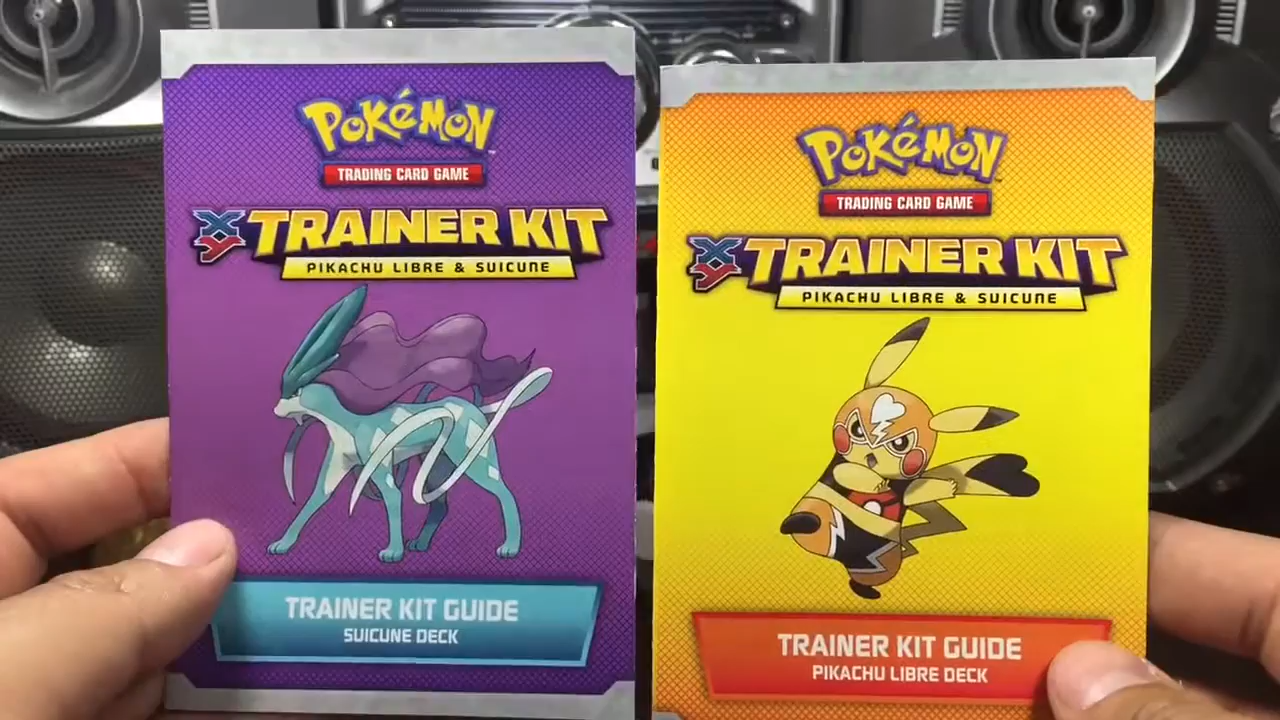 POKéMON
TRADING CARD GAME
XY TRAINER KIT
PIKACHU LIBRE & SUICUNE
TRAINER KIT GUIDE
SUICUNE DECK
POKéMON
TRADING CARD GAME
XY TRAINER KIT
PIKACHU LIBRE & SUICUNE
TRAINER KIT GUIDE
PIKACHU LIBRE DECK